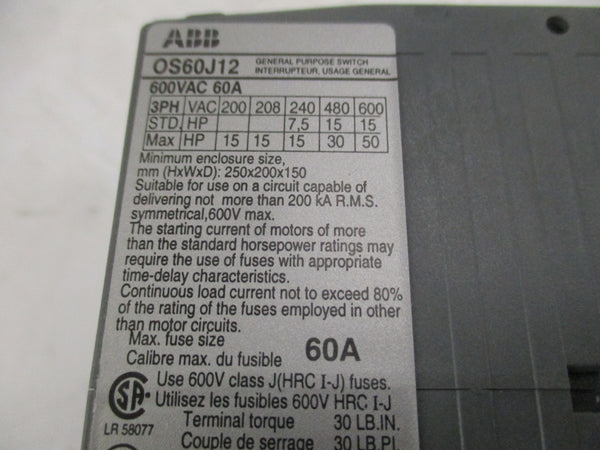 ABB
OS60J12 GENERAL PURPOSE SWITCH
INTERRUPTEUR, USAGE GENERAL
600VAC 60A
3PH VAC 200 208 240 480 600
STD. HP 7,5 15 15
Max HP 15 15 15 30 50
Minimum enclosure size,
mm (HxWxD): 250x200x150
Suitable for use on a circuit capable of
delivering not more than 200 kA R.M.S.
symmetrical,600V max.
The starting current of motors of more
than the standard horsepower ratings may
require the use of fuses with appropriate
time-delay characteristics.
Continuous load current not to exceed 80%
of the rating of the fuses employed in other
than motor circuits.
Max. fuse size
Calibre max. du fusible 60A
Use 600V class J(HRC I-J) fuses.
Utilisez les fusibles 600V HRC I-J
Terminal torque 30 LB.IN.
LR 58077
Couple de serrage 30 LB.PL